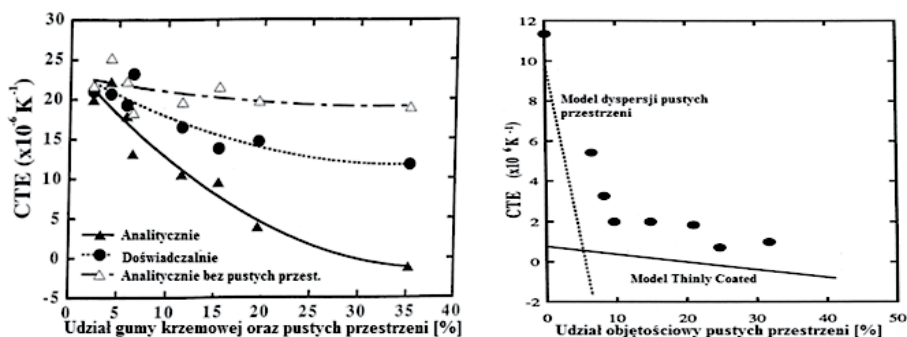 30
25
20
15
10
5
0
-5
CTE (x10⁻⁶ K⁻¹)
Analitycznie
Doświadczalnie
Analitycznie bez pustych przest.
0 5 10 15 20 25 30 35 40
Udział gumy krzemowej oraz pustych przestrzeni [%]
12
10
8
6
4
2
0
-2
CTE (x10⁻⁶ K⁻¹)
Model dyspersji pustych
przestrzeni
Model Thinly Coated
0 10 20 30 40 50
Udział objętościowy pustych przestrzeni [%]